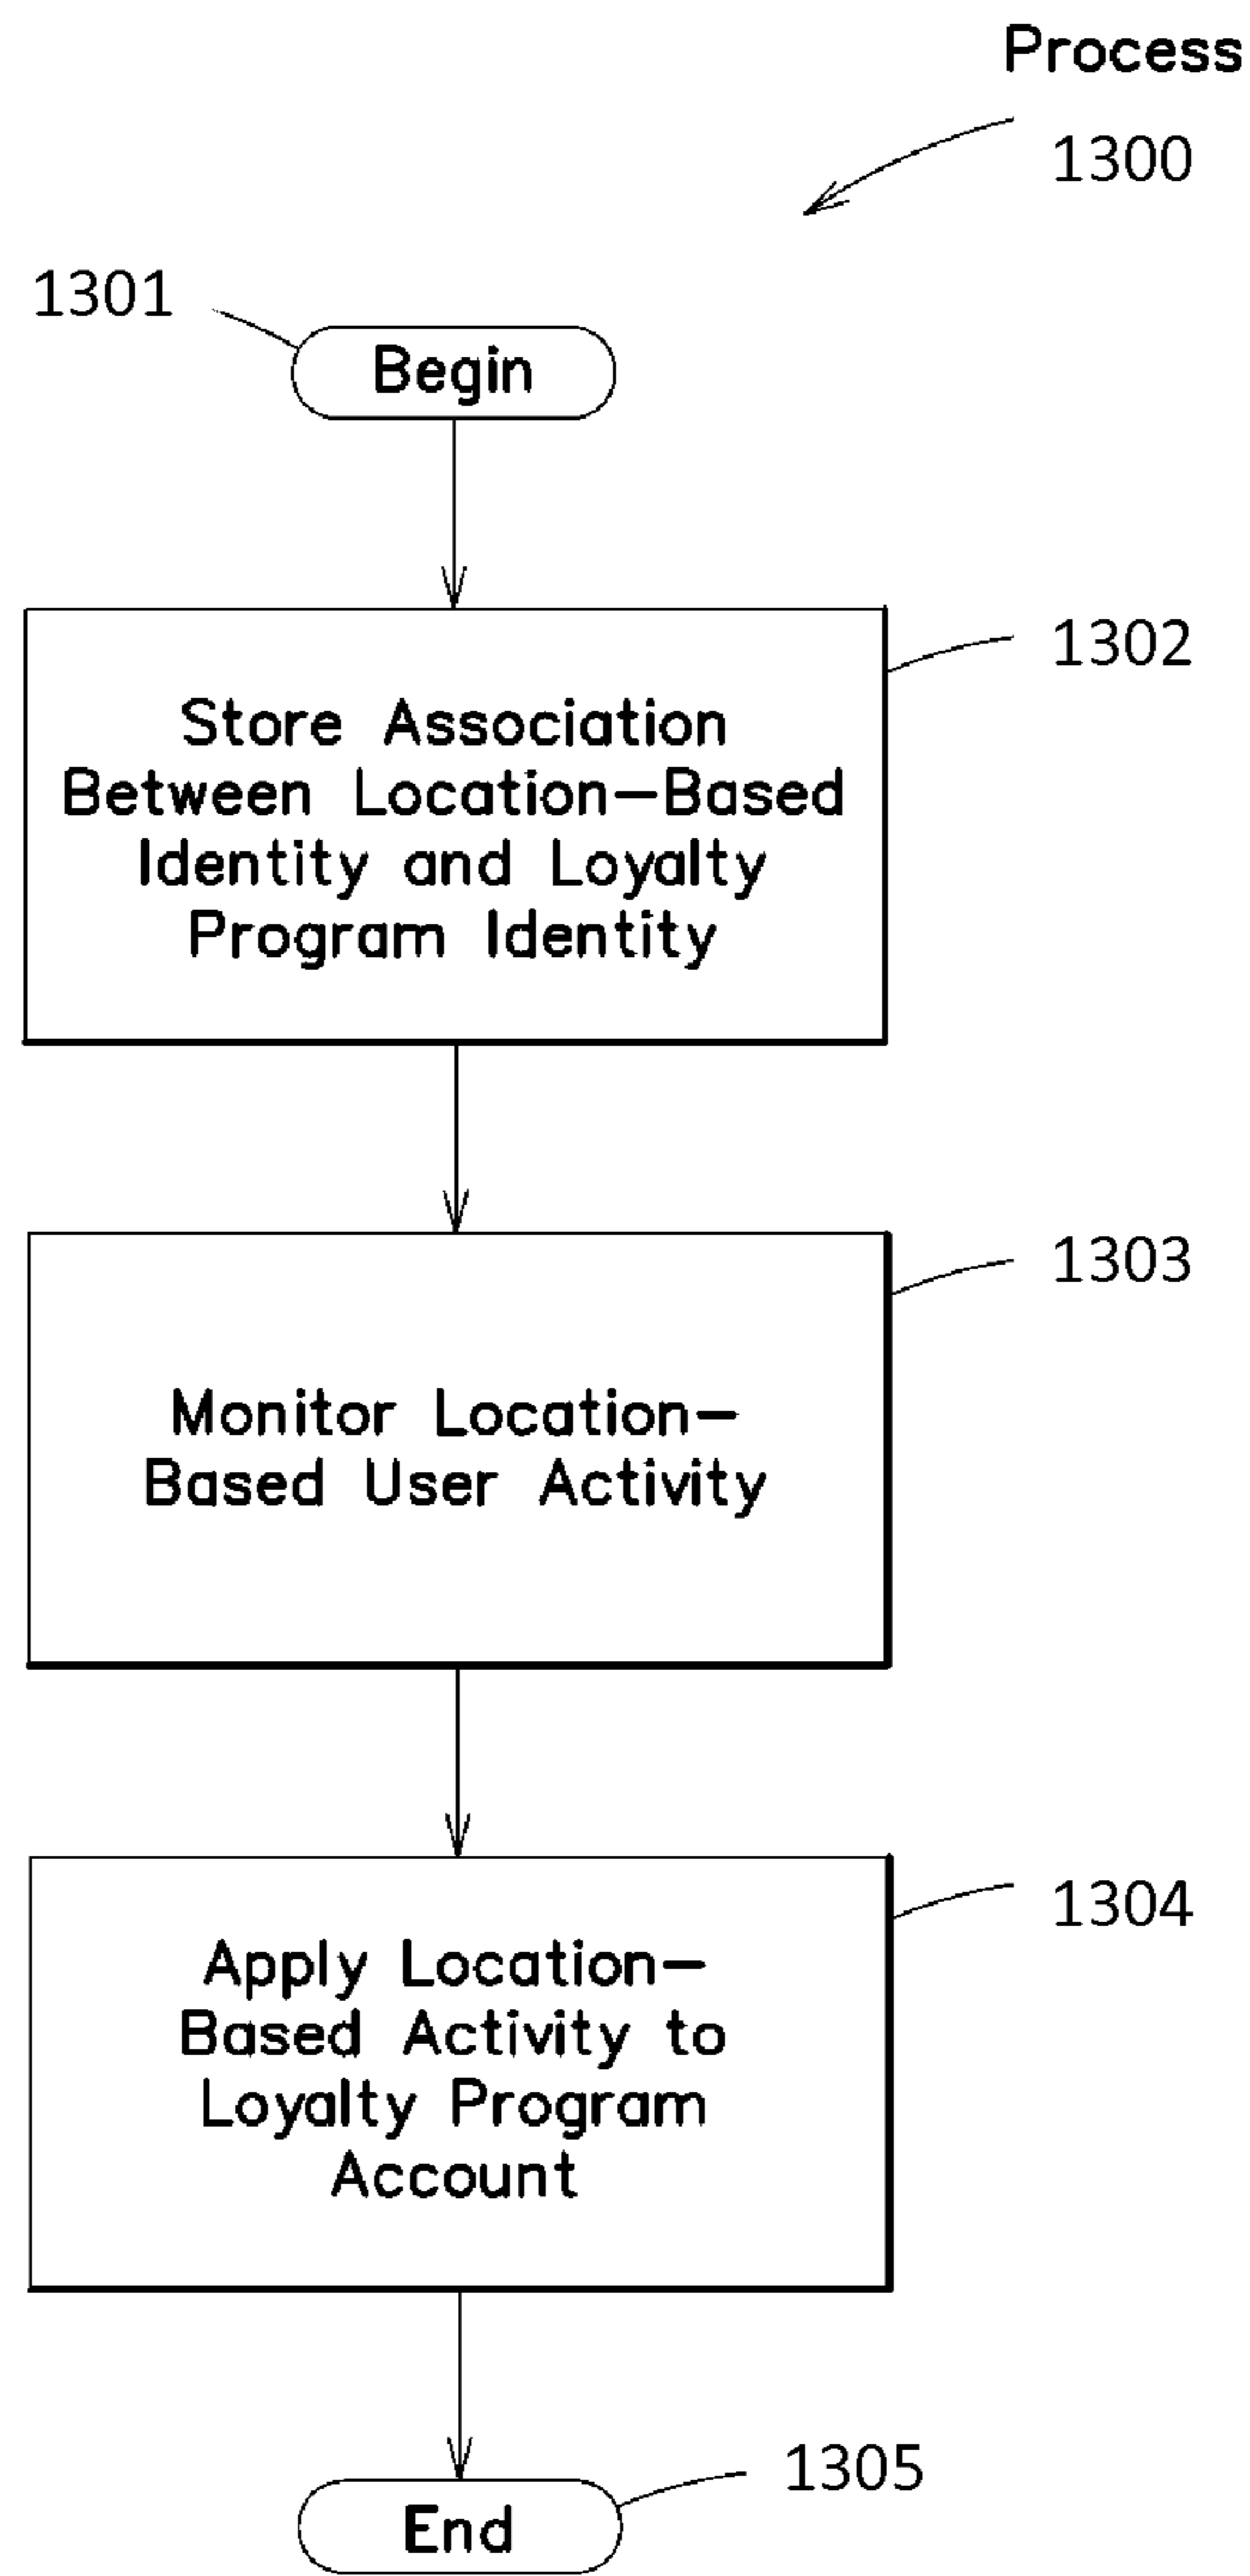 Process
1300
1301
Begin
1302
Store Association
Between Location-Based
Identity and Loyalty
Program Identity
1303
Monitor Location-
Based User Activity
1304
Apply Location-
Based Activity to
Loyalty Program
Account
1305
End